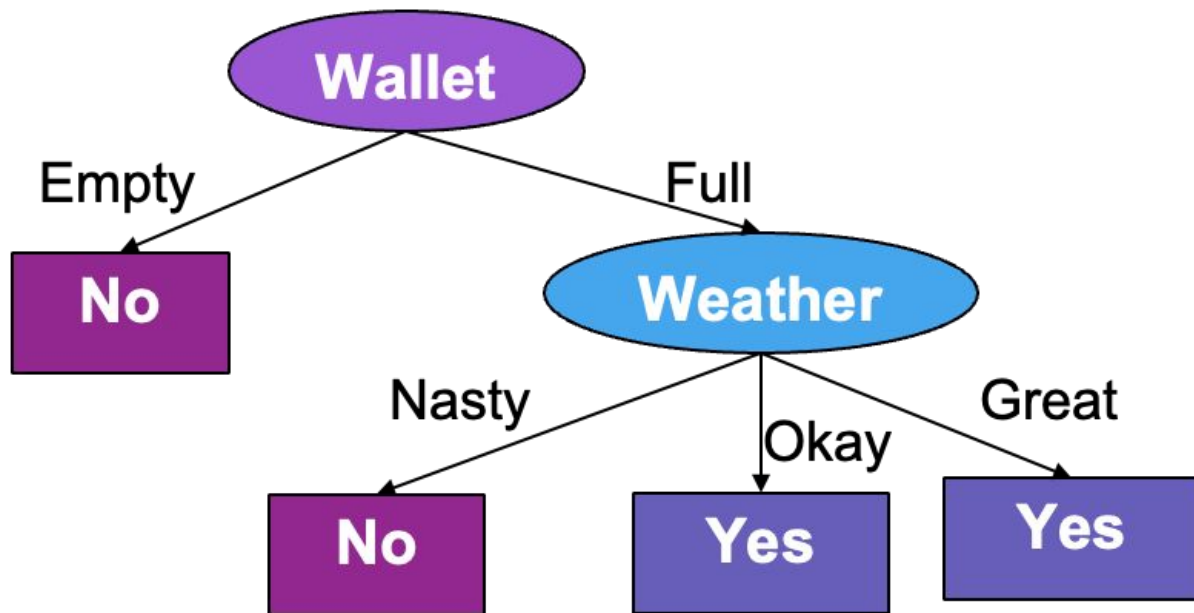 Wallet
Empty
Full
No
Weather
Nasty
Okay
Great
No
Yes
Yes